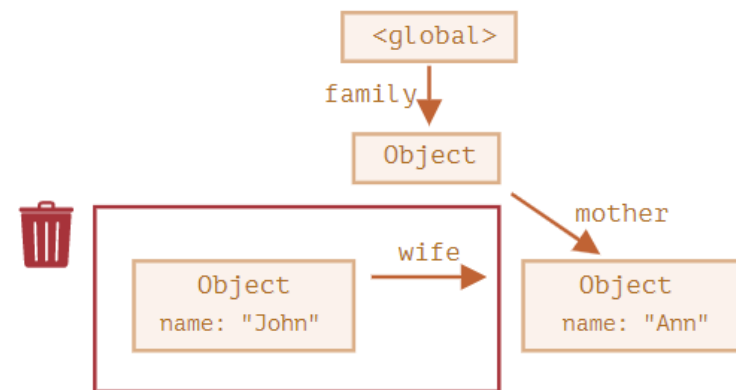 <global>
family
Object
mother
wife
Object
name: "John"
Object
name: "Ann"